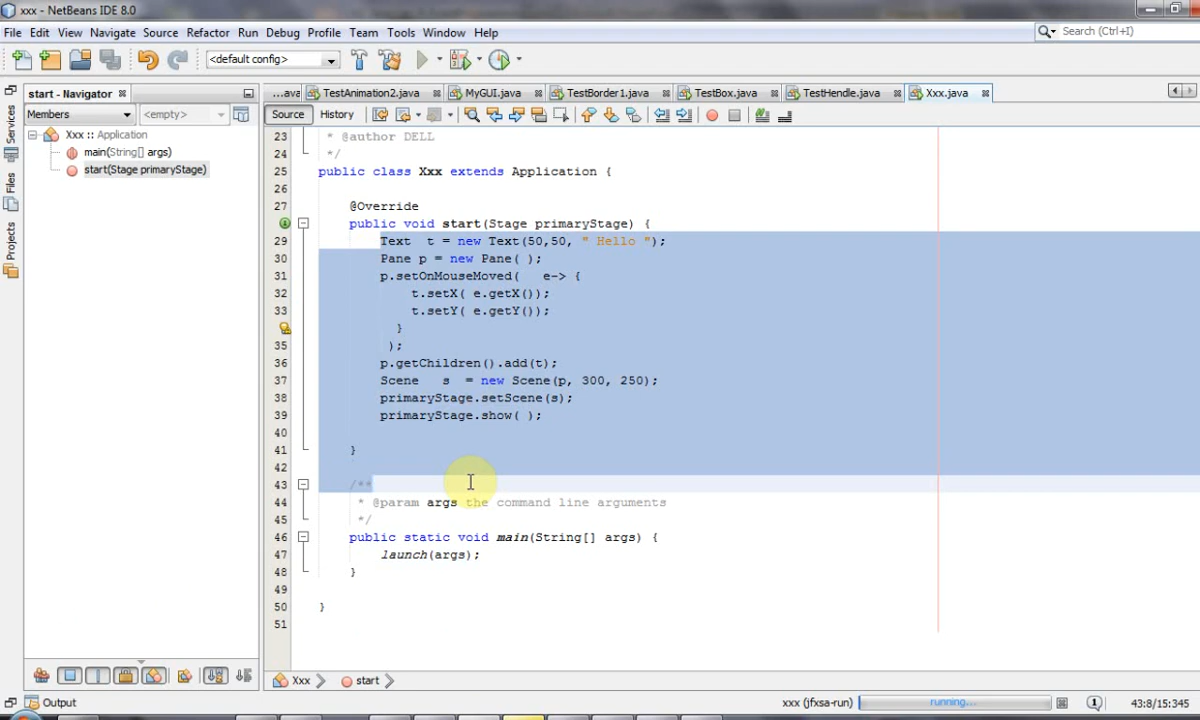 xxx - NetBeans IDE 8.0
File Edit View Navigate Source Refactor Run Debug Profile Team Tools Window Help
Search (Ctrl+I)
<default config>
start - Navigator
...ava TestAnimation2.java MyGUI.java TestBorder1.java TestBox.java TestHendle.java Xxx.java
Members <empty>
Source History
Xxx :: Application
main(String[] args)
start(Stage primaryStage)
Services
Files
Projects
23 * @author DELL
24 */
25 public class Xxx extends Application {
26
27 @Override
public void start(Stage primaryStage) {
29 Text t = new Text(50,50, " Hello ");
30 Pane p = new Pane( );
31 p.setOnMouseMoved( e-> {
32 t.setX( e.getX());
33 t.setY( e.getY());
}
35 );
36 p.getChildren().add(t);
37 Scene s = new Scene(p, 300, 250);
38 primaryStage.setScene(s);
39 primaryStage.show( );
40
41 }
42
43 /**
44 * @param args the command line arguments
45 */
46 public static void main(String[] args) {
47 launch(args);
48 }
49
50 }
51
Xxx start
Output
xxx (jfxsa-run) running... 1 43:8/15:345